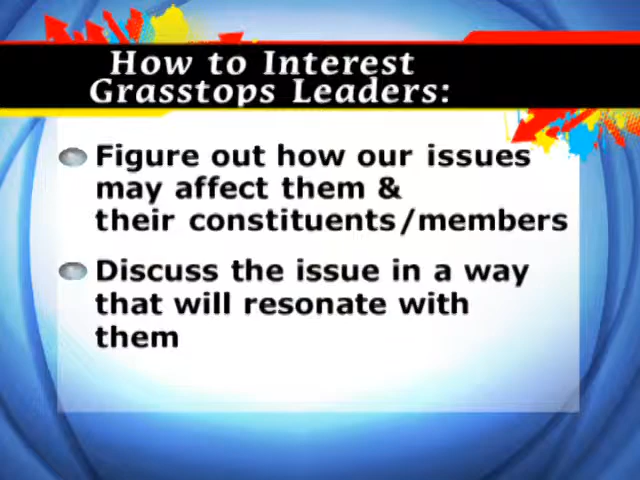 How to Interest
Grasstops Leaders:
Figure out how our issues
may affect them &
their constituents/members
Discuss the issue in a way
that will resonate with
them